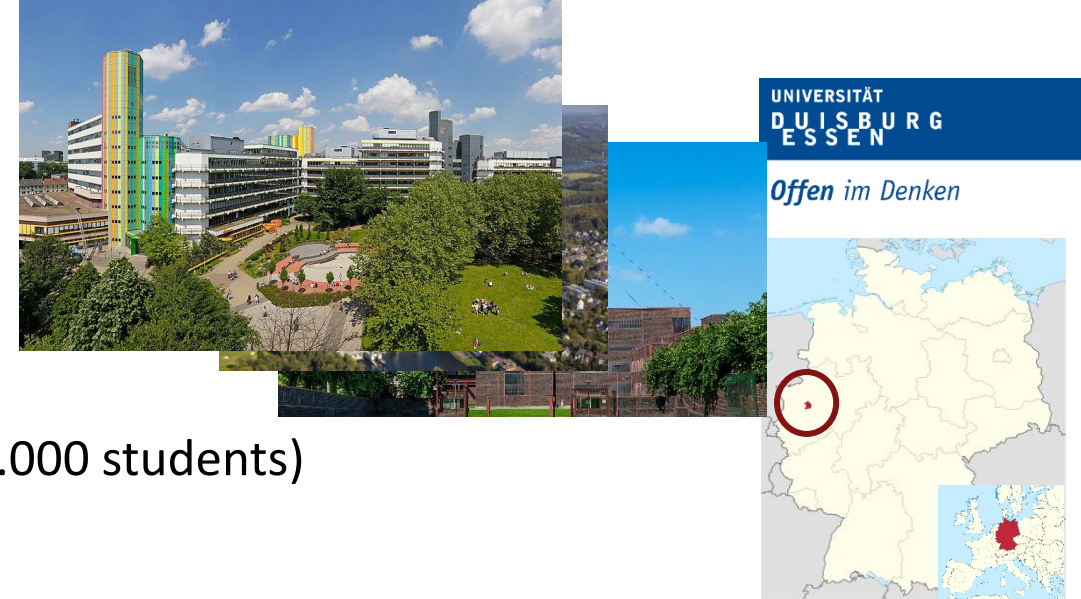 UNIVERSITÄT
DUISBURG
ESSEN
Offen im Denken
.000 students)